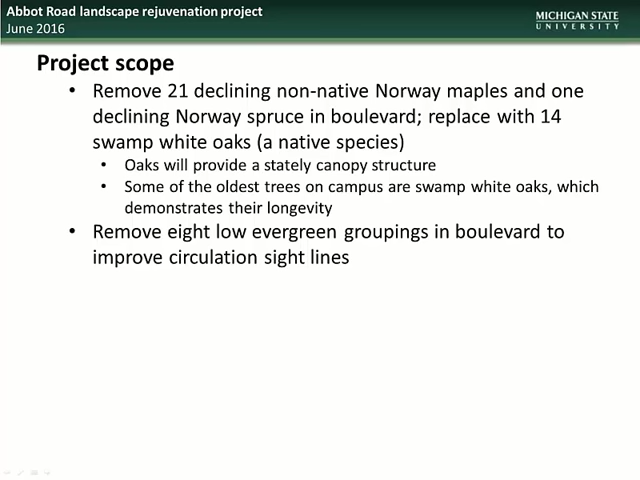 Abbot Road landscape rejuvenation project
June 2016
MICHIGAN STATE
UNIVERSITY
Project scope
• Remove 21 declining non-native Norway maples and one
declining Norway spruce in boulevard; replace with 14
swamp white oaks (a native species)
• Oaks will provide a stately canopy structure
• Some of the oldest trees on campus are swamp white oaks, which
demonstrates their longevity
• Remove eight low evergreen groupings in boulevard to
improve circulation sight lines